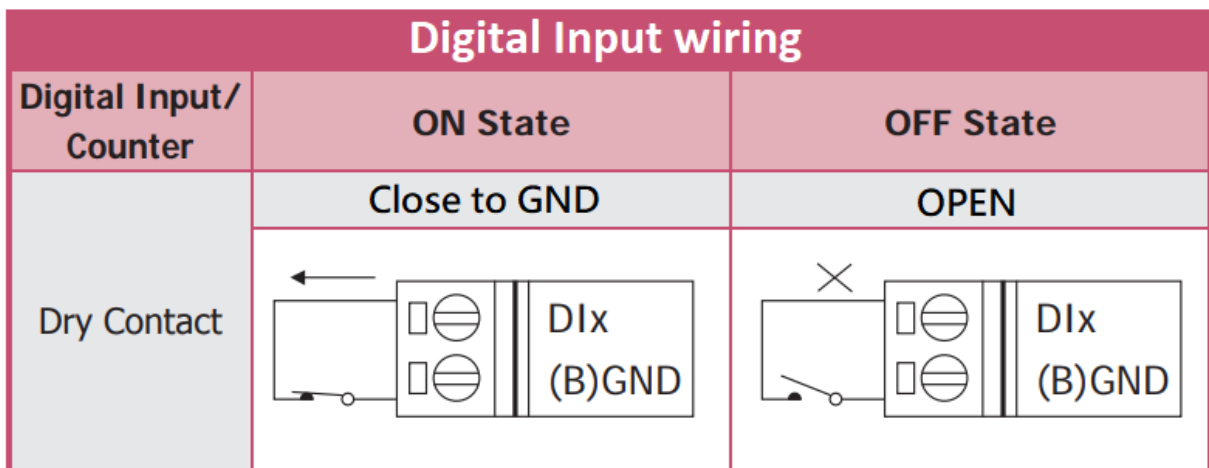 Digital Input wiring
Digital Input/
Counter
ON State
OFF State
Close to GND
OPEN
Dry Contact
DIx
(B)GND
DIx
(B)GND